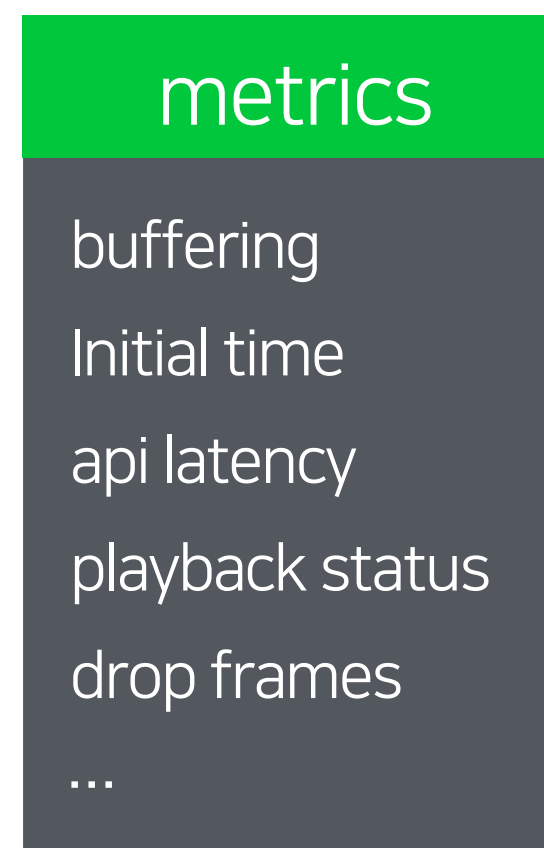 metrics
buffering
Initial time
api latency
playback status
drop frames
...